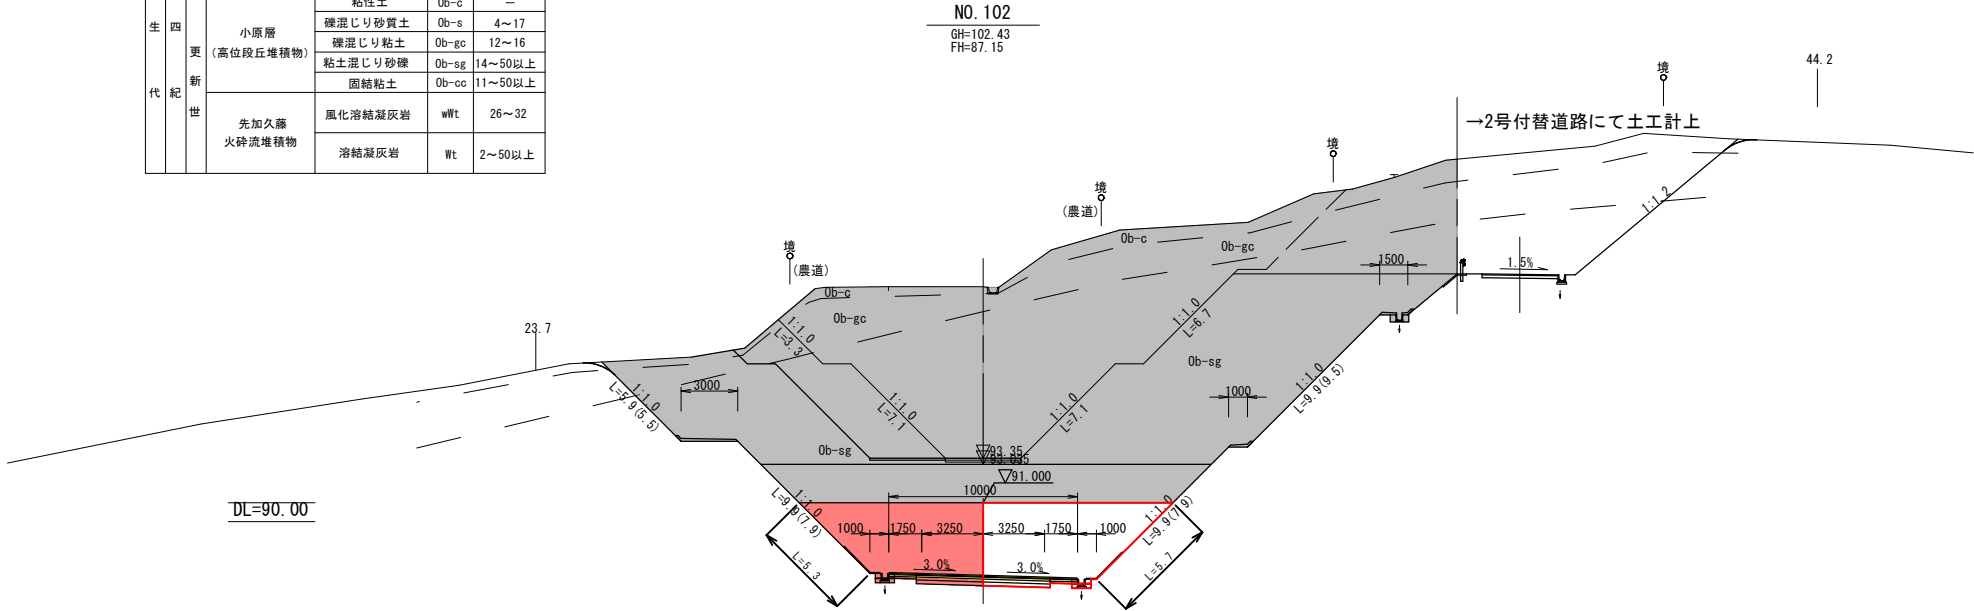 粘性土 Ob-c －
礫混じり砂質土 Ob-s 4～17
礫混じり粘土 Ob-gc 12～16
粘土混じり砂礫 Ob-sg 14～50以上
固結粘土 Ob-cc 11～50以上
小原層
(高位段丘堆積物)
生 四
代 紀
更
新
世
先加久藤
火砕流堆積物
風化溶結凝灰岩 wWt 26～32
溶結凝灰岩 Wt 2～50以上
NO.102
GH=102.43
FH=87.15
44.2
境
→2号付替道路にて土工計上
境
境
(農道)
境
(農道)
1:1.2
Ob-c
Ob-gc
1500
1.5%
Ob-c
Ob-gc
23.7
1:1.0
L=3.3
1:1.0
L=6.7
Ob-sg
3000
1:1.0
L=5.9(5.5)
1:1.0
L=7.1
1:1.0
L=7.1
1000
1:1.0
L=9.9(9.5)
Ob-sg
93.35
91.000
10000
1:1.0
L=9.9(7.9)
1:1.0
L=9.9(7.9)
DL=90.00
1000 1750 3250 3250 1750 1000
L=5.3
3.0%
3.0%
L=5.7